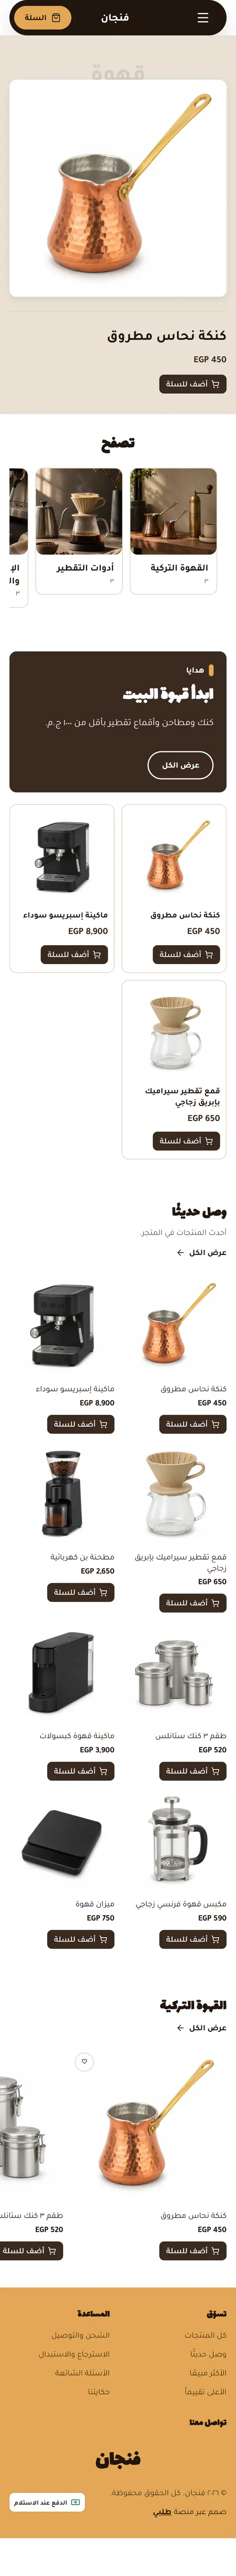 فنجان
السلة
قهوة
كنكة نحاس مطروق
EGP 450
أضف للسلة
تصفح
القهوة التركية
٣
أدوات التقطير
٣
٣
هدايا
ابدأ قهوة البيت
كنك ومطاحن وأقماع تقطير بأقل من ١٠٠٠ ج.م.
عرض الكل
كنكة نحاس مطروق
EGP 450
أضف للسلة
ماكينة إسبريسو سوداء
EGP 8,900
أضف للسلة
قمع تقطير سيراميك
بإبريق زجاجي
EGP 650
أضف للسلة
وصل حديثًا
أحدث المنتجات في المتجر.
عرض الكل
كنكة نحاس مطروق
EGP 450
أضف للسلة
ماكينة إسبريسو سوداء
EGP 8,900
أضف للسلة
قمع تقطير سيراميك بإبريق
زجاجي
EGP 650
أضف للسلة
مطحنة بن كهربائية
EGP 2,650
أضف للسلة
طقم ٣ كنك ستانلس
EGP 520
أضف للسلة
ماكينة قهوة كبسولات
EGP 3,900
أضف للسلة
مكبس قهوة فرنسي زجاجي
EGP 590
أضف للسلة
ميزان قهوة
EGP 750
أضف للسلة
القهوة التركية
عرض الكل
كنكة نحاس مطروق
EGP 450
أضف للسلة
طقم ٣ كنك ستانلس
EGP 520
أضف للسلة
تسوّق
كل المنتجات
وصل حديثًا
الأكثر مبيعًا
الأعلى تقييماً
المساعدة
الشحن والتوصيل
الاسترجاع والاستبدال
الأسئلة الشائعة
حكايتنا
تواصل معنا
فنجان
© ٢٠٢٦ فنجان. كل الحقوق محفوظة.
صمم عبر منصة طلبي
الدفع عند الاستلام